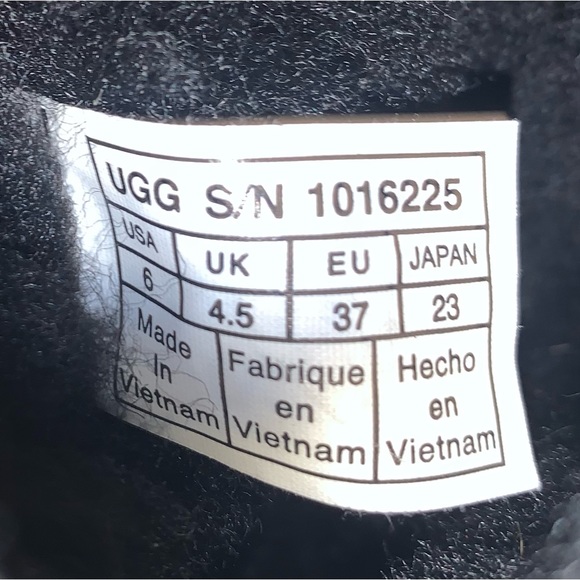 UGG S/N 1016225
USA UK EU JAPAN
6 4.5 37 23
Made In Vietnam
Fabrique en Vietnam
Hecho en Vietnam